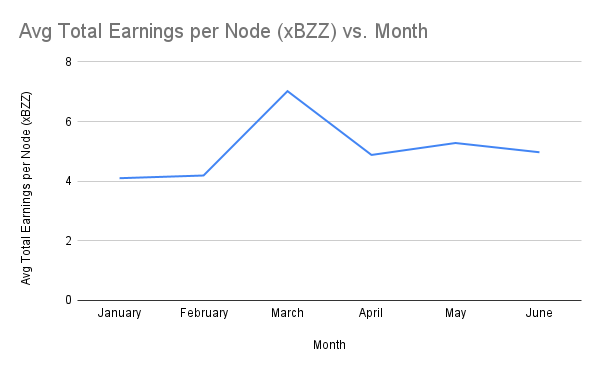 Avg Total Earnings per Node (xBZZ) vs. Month
Avg Total Earnings per Node (xBZZ)
8
6
4
2
0
January February March April May June
Month